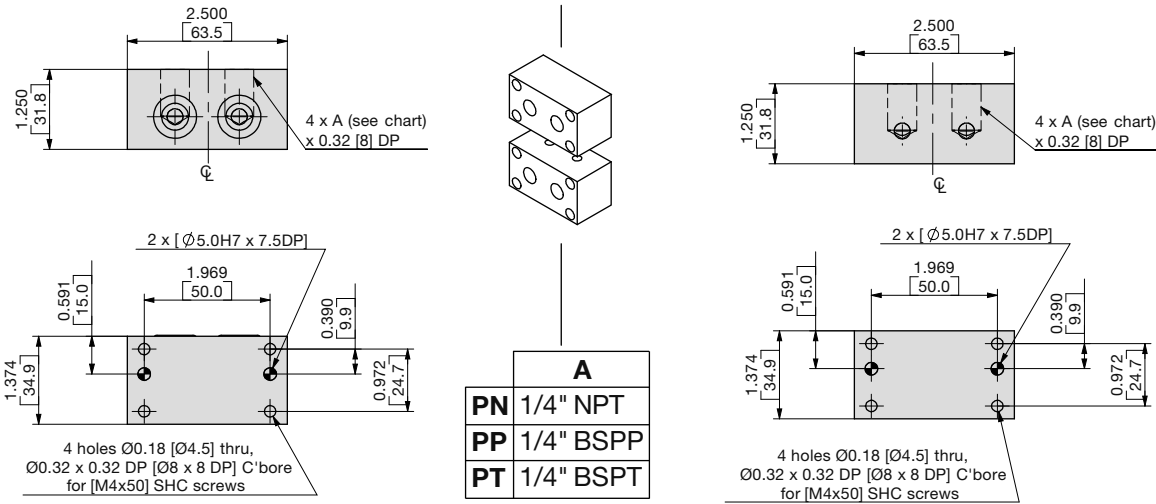 2.500
63.5
1.250
31.8
4 x A (see chart)
x 0.32 [8] DP
℄
2 x [ Ø5.0H7 x 7.5DP]
1.969
50.0
0.591
15.0
0.390
9.9
1.374
34.9
0.972
24.7
4 holes Ø0.18 [Ø4.5] thru,
Ø0.32 x 0.32 DP [Ø8 x 8 DP] C'bore
for [M4x50] SHC screws
A
PN 1/4" NPT
PP 1/4" BSPP
PT 1/4" BSPT
2.500
63.5
1.250
31.8
4 x A (see chart)
x 0.32 [8] DP
℄
2 x [ Ø5.0H7 x 7.5DP]
1.969
50.0
0.591
15.0
0.390
9.9
1.374
34.9
0.972
24.7
4 holes Ø0.18 [Ø4.5] thru,
Ø0.32 x 0.32 DP [Ø8 x 8 DP] C'bore
for [M4x50] SHC screws